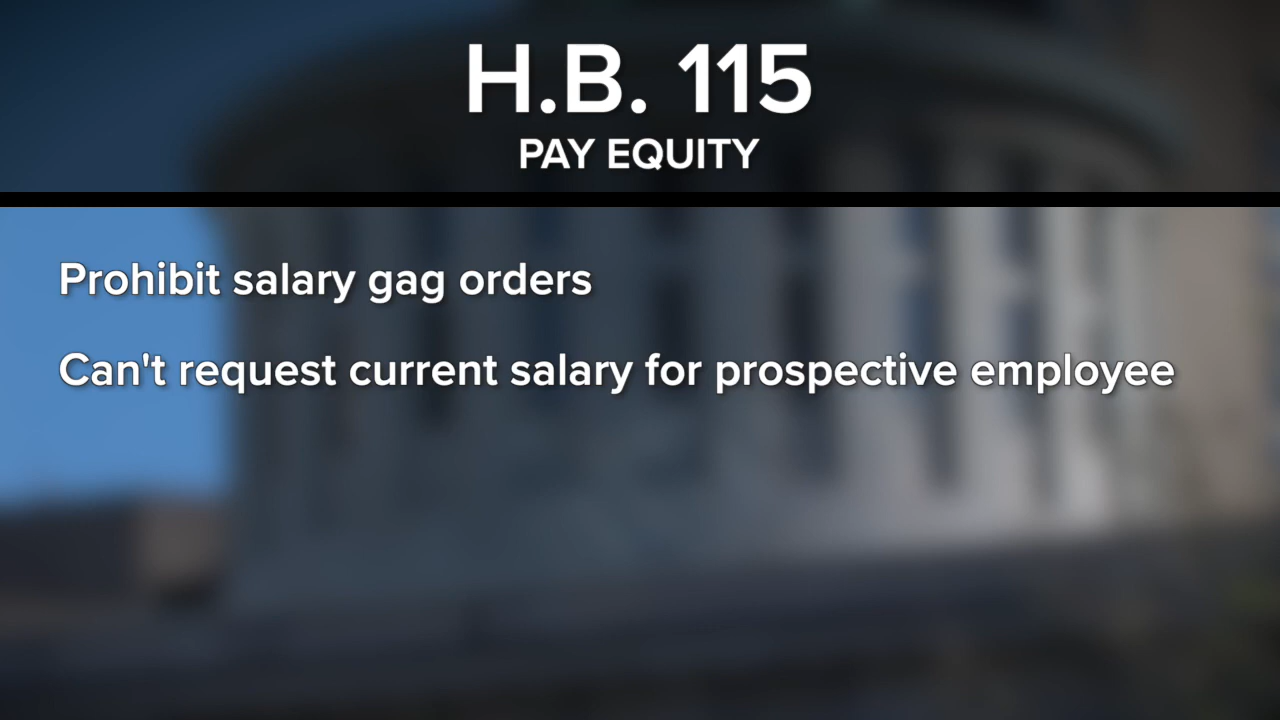 H.B. 115
PAY EQUITY
Prohibit salary gag orders
Can't request current salary for prospective employee